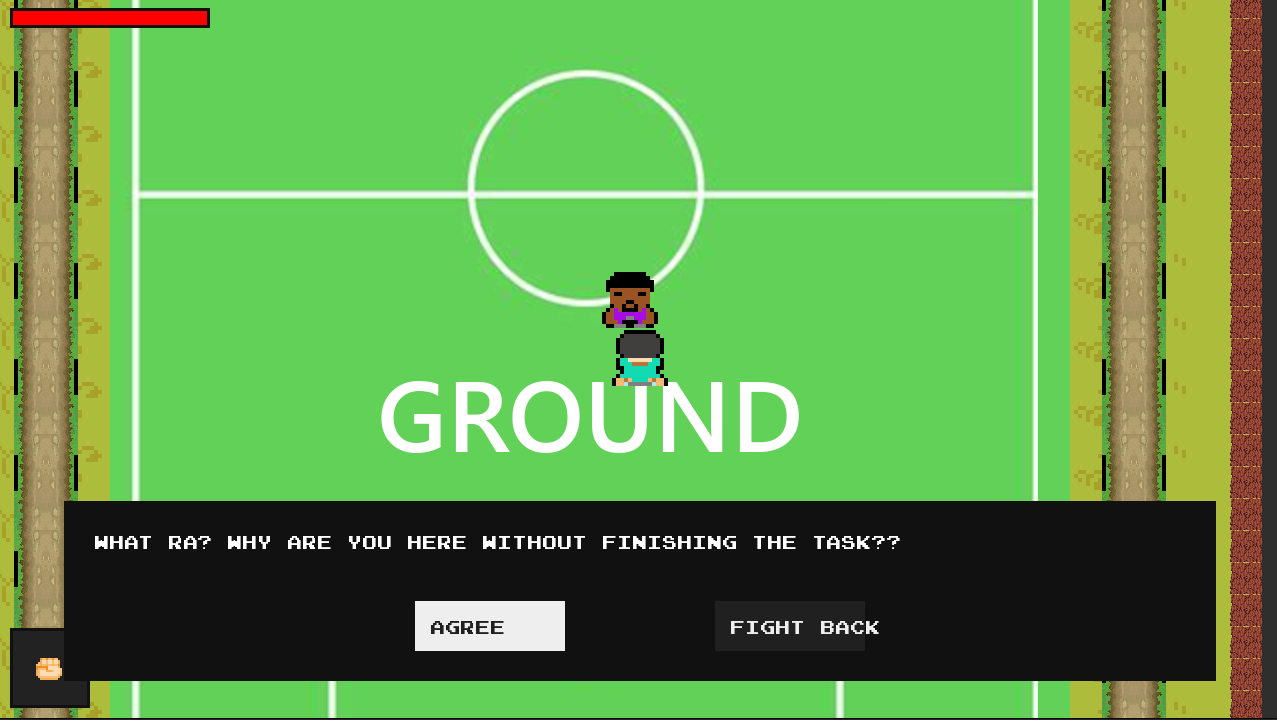 GROUND
WHAT RA? WHY ARE YOU HERE WITHOUT FINISHING THE TASK??
AGREE
FIGHT BACK